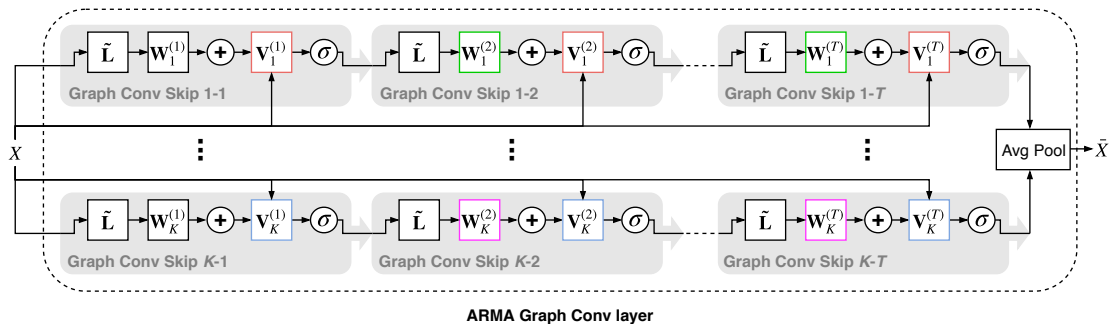 L̃ W₁⁽¹⁾ + V₁⁽¹⁾ σ L̃ W₁⁽²⁾ + V₁⁽²⁾ σ L̃ W₁⁽ᵀ⁾ + V₁⁽ᵀ⁾ σ
Graph Conv Skip 1-1 Graph Conv Skip 1-2 Graph Conv Skip 1-T
X ⋮ ⋮ ⋮ Avg Pool X̄
L̃ W_K⁽¹⁾ + V_K⁽¹⁾ σ L̃ W_K⁽²⁾ + V_K⁽²⁾ σ L̃ W_K⁽ᵀ⁾ + V_K⁽ᵀ⁾ σ
Graph Conv Skip K-1 Graph Conv Skip K-2 Graph Conv Skip K-T
ARMA Graph Conv layer